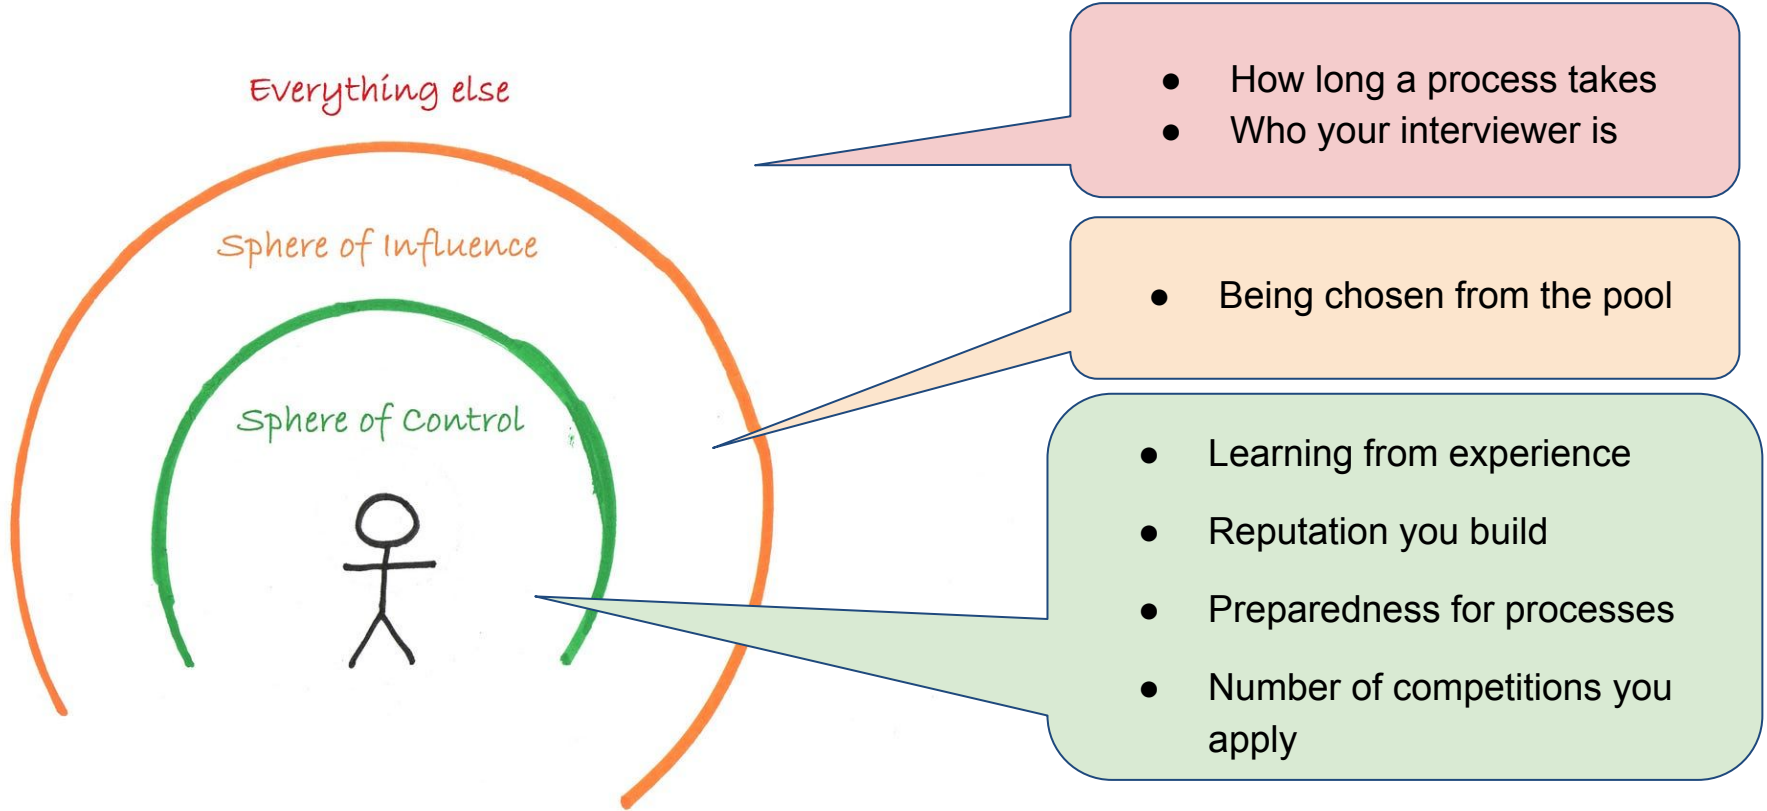 Everything else
Sphere of Influence
Sphere of Control
● How long a process takes
● Who your interviewer is
● Being chosen from the pool
● Learning from experience
● Reputation you build
● Preparedness for processes
● Number of competitions you
apply